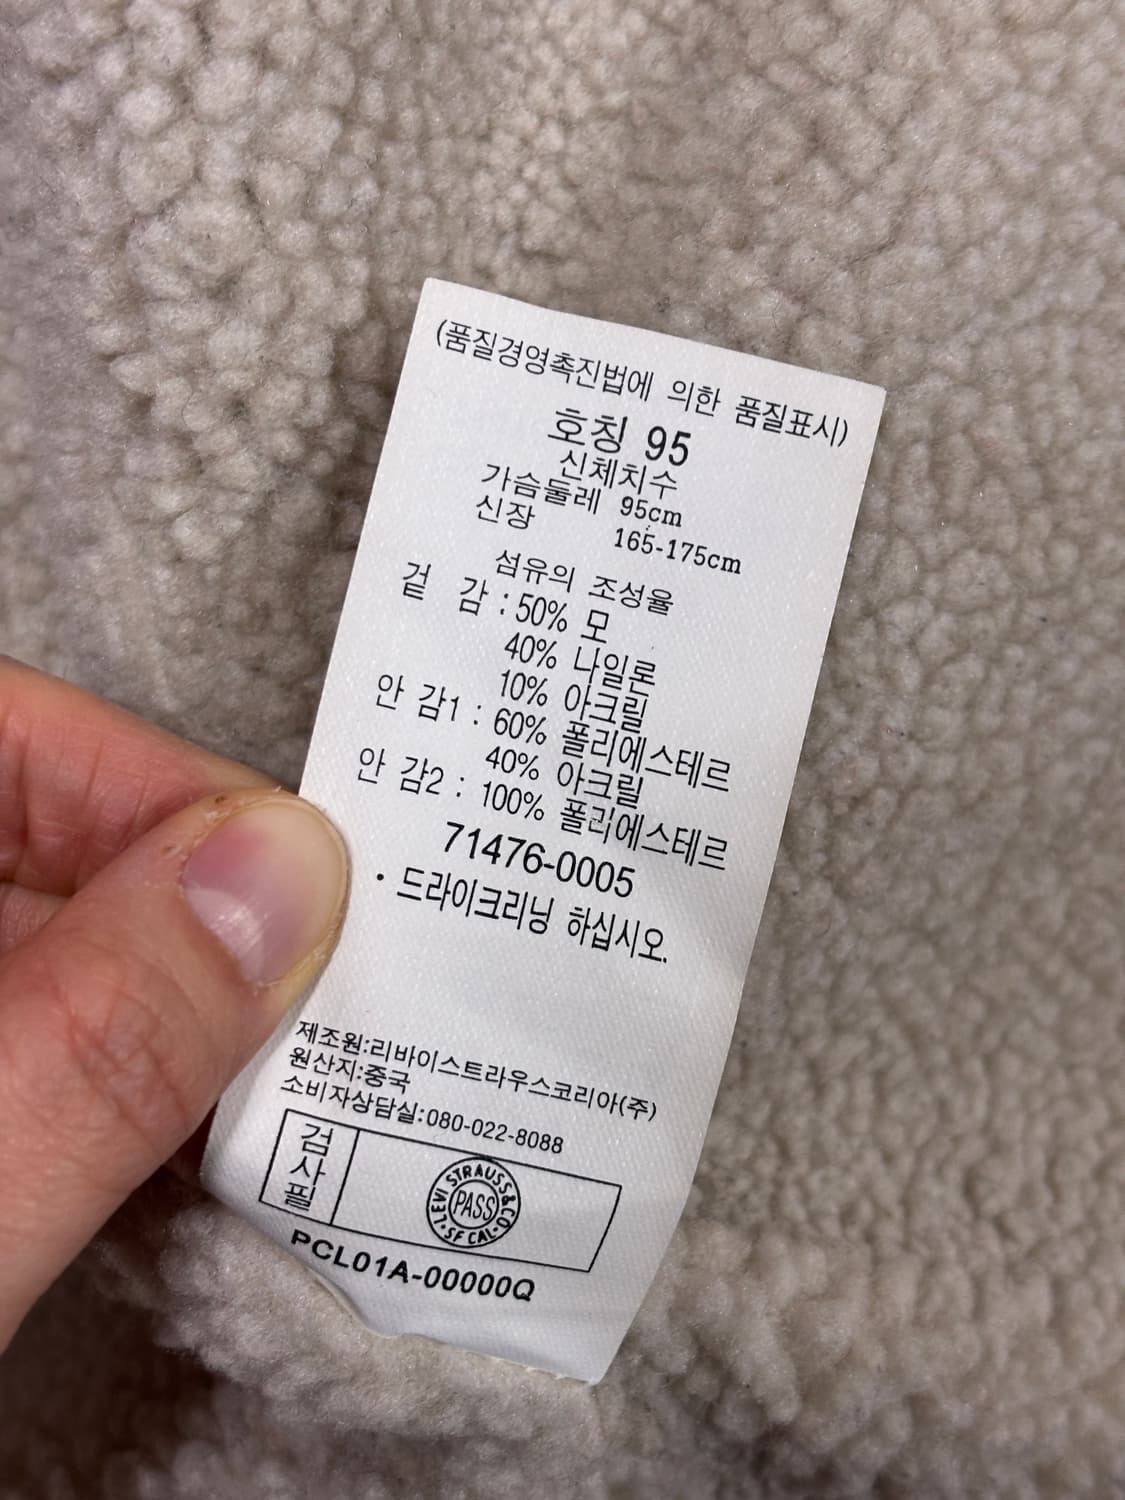 (품질경영촉진법에 의한 품질표시)
호칭 95
신체치수
가슴둘레 95cm
신장 165-175cm
섬유의 조성율
겉 감 : 50% 모
40% 나일론
10% 아크릴
안 감1 : 60% 폴리에스테르
40% 아크릴
안 감2 : 100% 폴리에스테르
71476-0005
· 드라이크리닝 하십시오.
제조원:리바이스트라우스코리아(주)
원산지:중국
소비자상담실:080-022-8088
검사필
LEVI STRAUSS & CO
PASS
·SF CAL·
PCL01A-00000Q